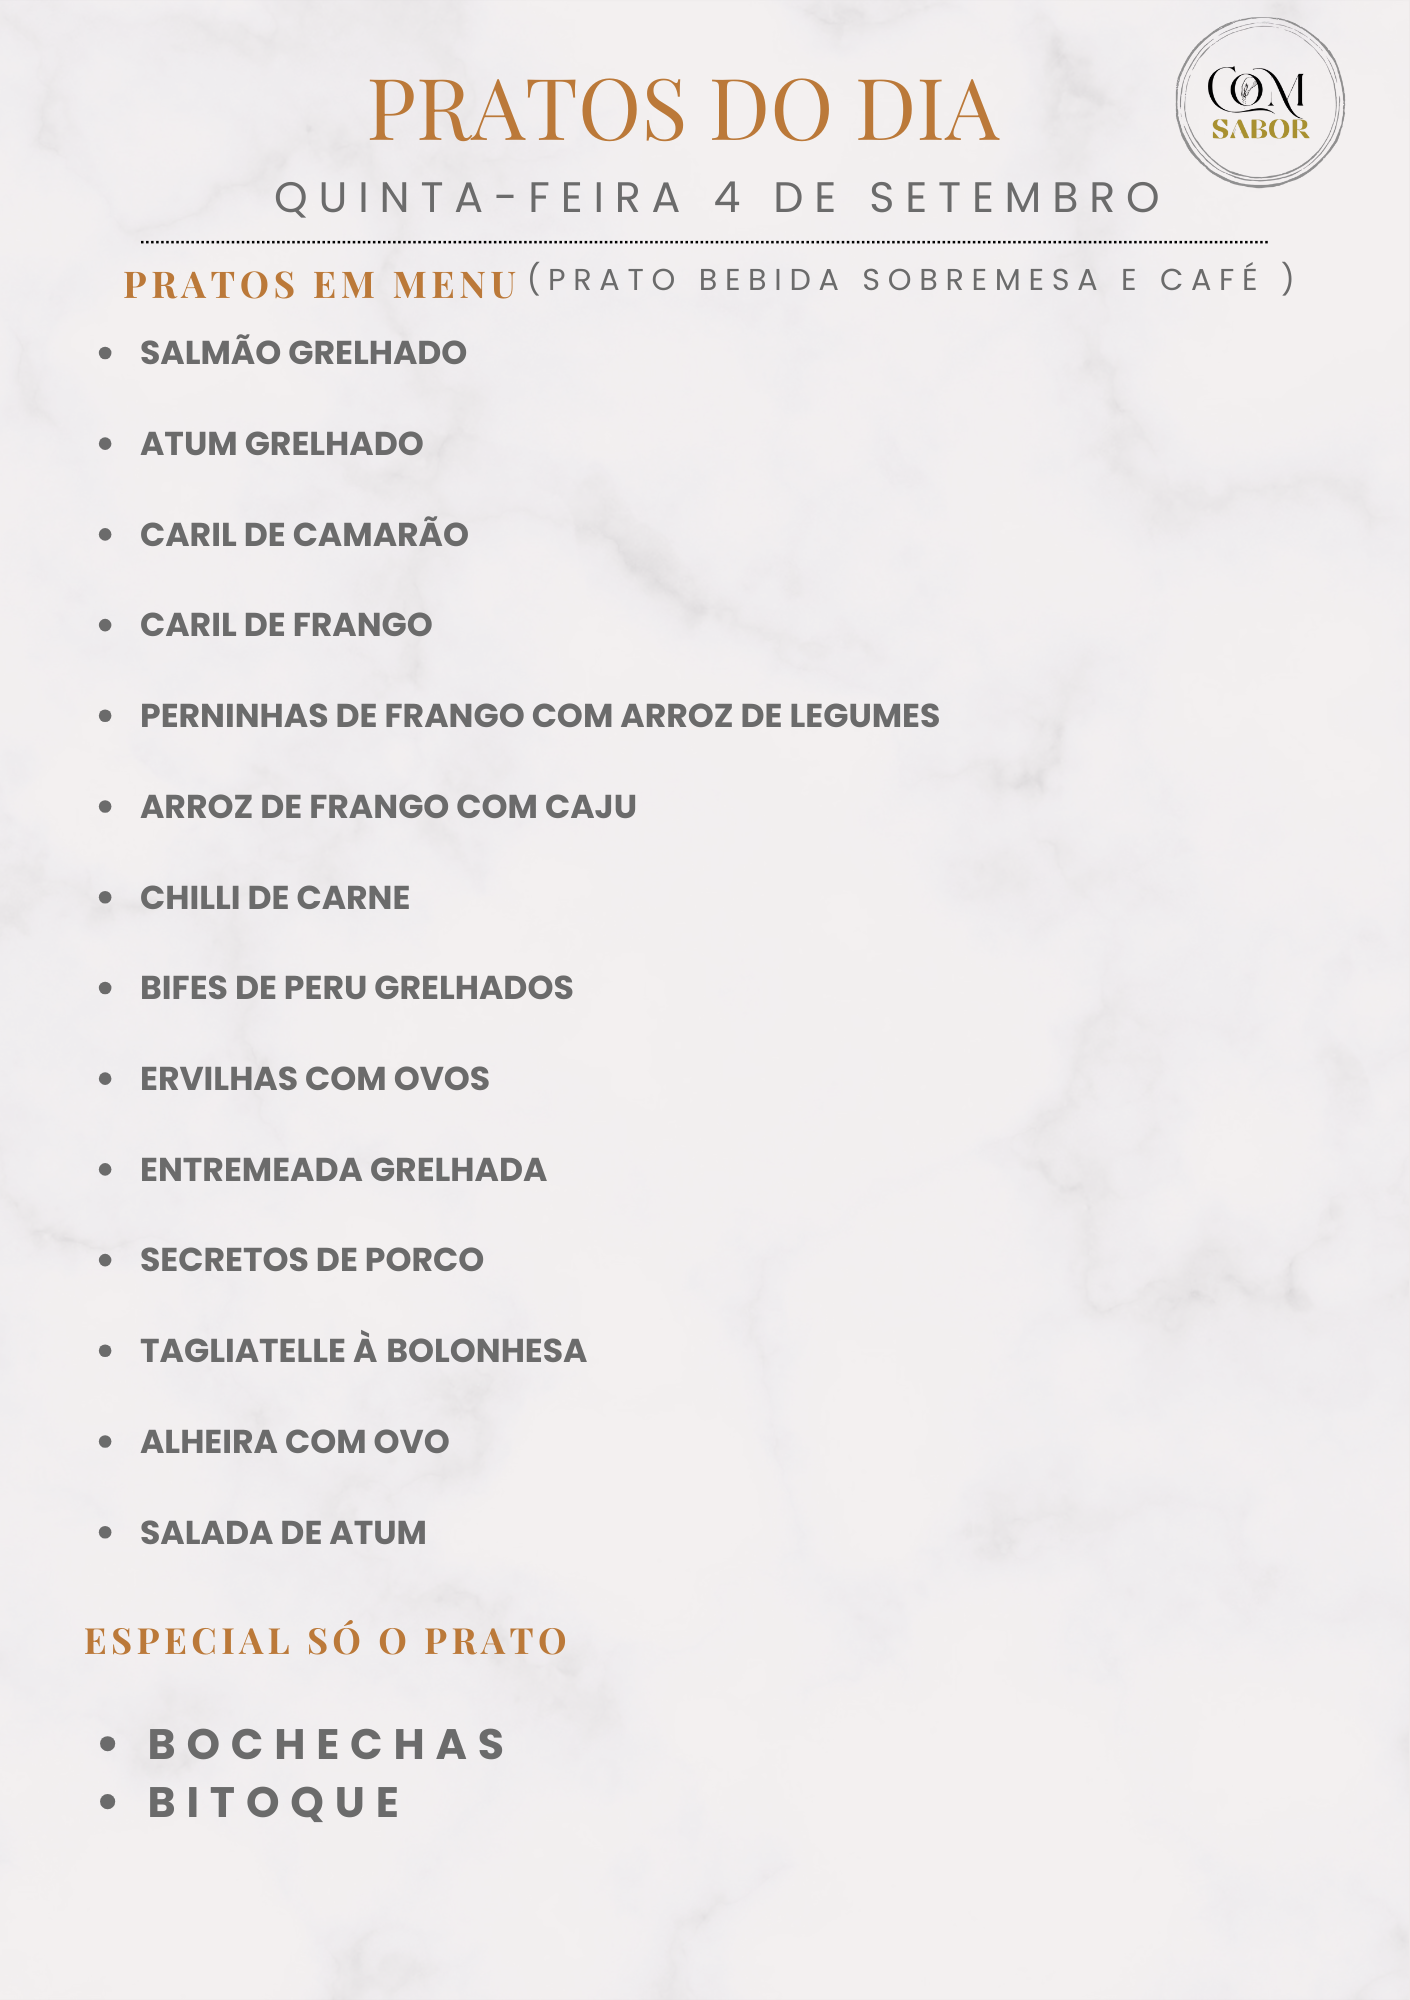 PRATOS DO DIA
COM
SABOR
QUINTA-FEIRA 4 DE SETEMBRO
PRATOS EM MENU (PRATO BEBIDA SOBREMESA E CAFÉ )
• SALMÃO GRELHADO
• ATUM GRELHADO
• CARIL DE CAMARÃO
• CARIL DE FRANGO
• PERNINHAS DE FRANGO COM ARROZ DE LEGUMES
• ARROZ DE FRANGO COM CAJU
• CHILLI DE CARNE
• BIFES DE PERU GRELHADOS
• ERVILHAS COM OVOS
• ENTREMEADA GRELHADA
• SECRETOS DE PORCO
• TAGLIATELLE À BOLONHESA
• ALHEIRA COM OVO
• SALADA DE ATUM
ESPECIAL SÓ O PRATO
• BOCHECHAS
• BITOQUE